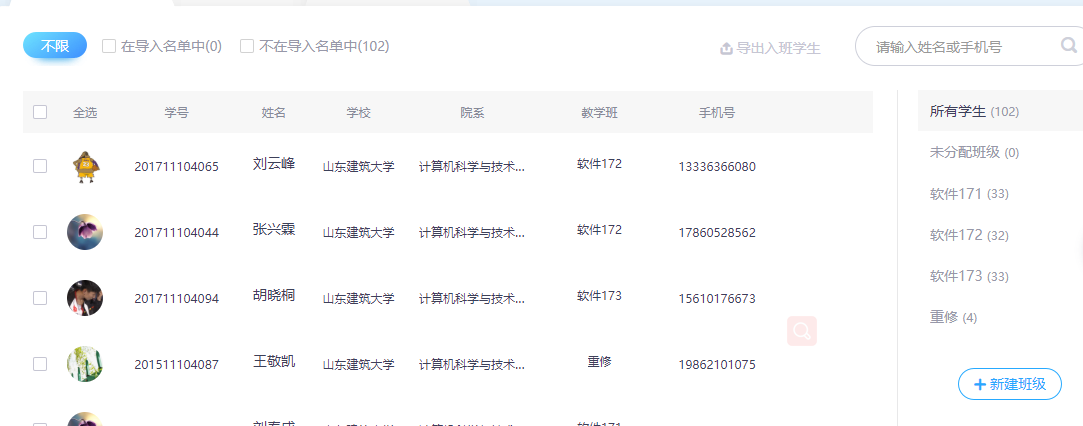 不限 在导入名单中(0) 不在导入名单中(102) 导出入班学生 请输入姓名或手机号
全选 学号 姓名 学校 院系 教学班 手机号
201711104065 刘云峰 山东建筑大学 计算机科学与技术... 软件172 13336366080
201711104044 张兴霖 山东建筑大学 计算机科学与技术... 软件172 17860528562
201711104094 胡晓桐 山东建筑大学 计算机科学与技术... 软件173 15610176673
201511104087 王敬凯 山东建筑大学 计算机科学与技术... 重修 19862101075
所有学生 (102)
未分配班级 (0)
软件171 (33)
软件172 (32)
软件173 (33)
重修 (4)
+ 新建班级